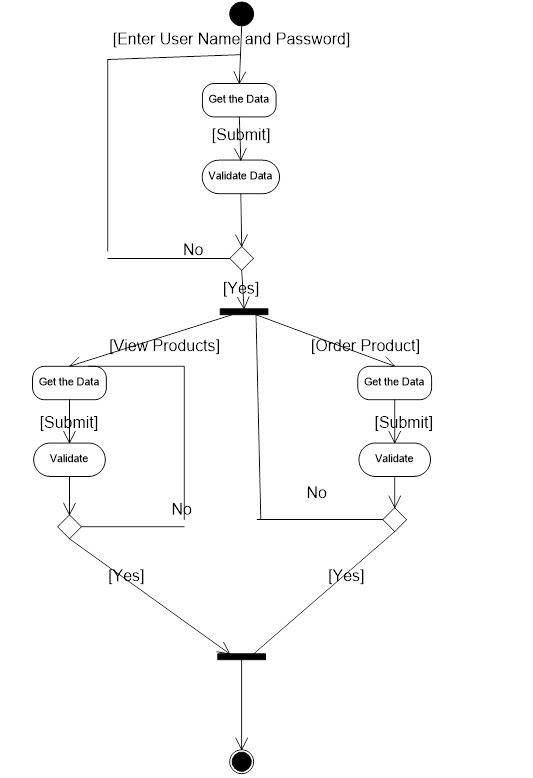 [Enter User Name and Password]
Get the Data
[Submit]
Validate Data
No
[Yes]
[View Products]
[Order Product]
Get the Data
Get the Data
[Submit]
[Submit]
Validate
Validate
No
No
[Yes]
[Yes]